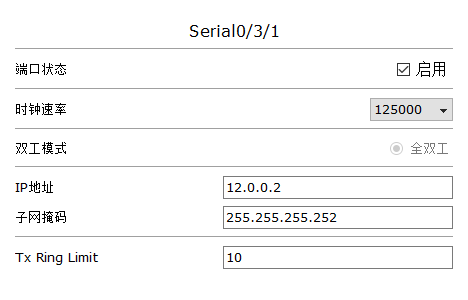 Serial0/3/1
端口状态 启用
时钟速率 125000
双工模式 全双工
IP地址 12.0.0.2
子网掩码 255.255.255.252
Tx Ring Limit 10